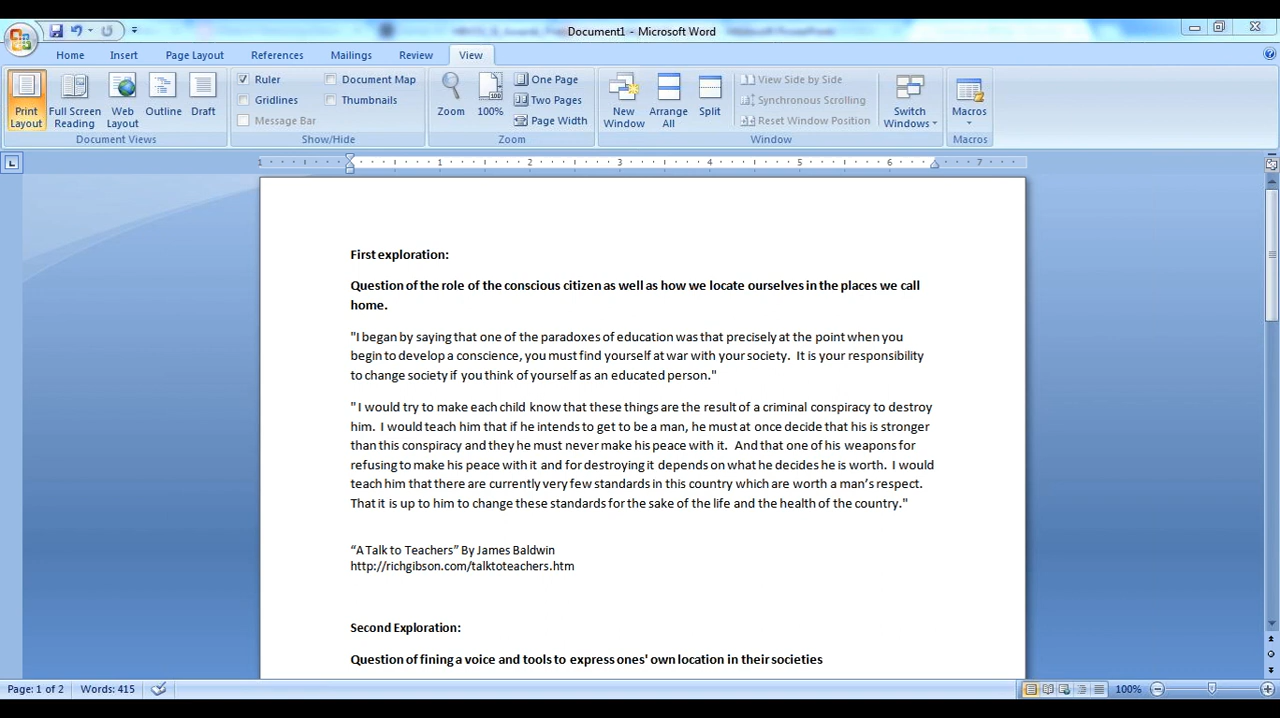 Document1 - Microsoft Word
Home Insert Page Layout References Mailings Review View
Print Layout
Full Screen Reading
Web Layout
Outline
Draft
Document Views
Ruler
Gridlines
Message Bar
Document Map
Thumbnails
Show/Hide
Zoom
100%
One Page
Two Pages
Page Width
Zoom
New Window
Arrange All
Split
View Side by Side
Synchronous Scrolling
Reset Window Position
Switch Windows
Window
Macros
Macros
1 1 2 3 4 5 6 7
First exploration:
Question of the role of the conscious citizen as well as how we locate ourselves in the places we call
home.
"I began by saying that one of the paradoxes of education was that precisely at the point when you
begin to develop a conscience, you must find yourself at war with your society.  It is your responsibility
to change society if you think of yourself as an educated person."
" I would try to make each child know that these things are the result of a criminal conspiracy to destroy
him.  I would teach him that if he intends to get to be a man, he must at once decide that his is stronger
than this conspiracy and they he must never make his peace with it.  And that one of his weapons for
refusing to make his peace with it and for destroying it depends on what he decides he is worth.  I would
teach him that there are currently very few standards in this country which are worth a man’s respect.
That it is up to him to change these standards for the sake of the life and the health of the country."
“A Talk to Teachers” By James Baldwin
http://richgibson.com/talktoteachers.htm
Second Exploration:
Question of fining a voice and tools to express ones' own location in their societies
Page: 1 of 2 Words: 415 100%